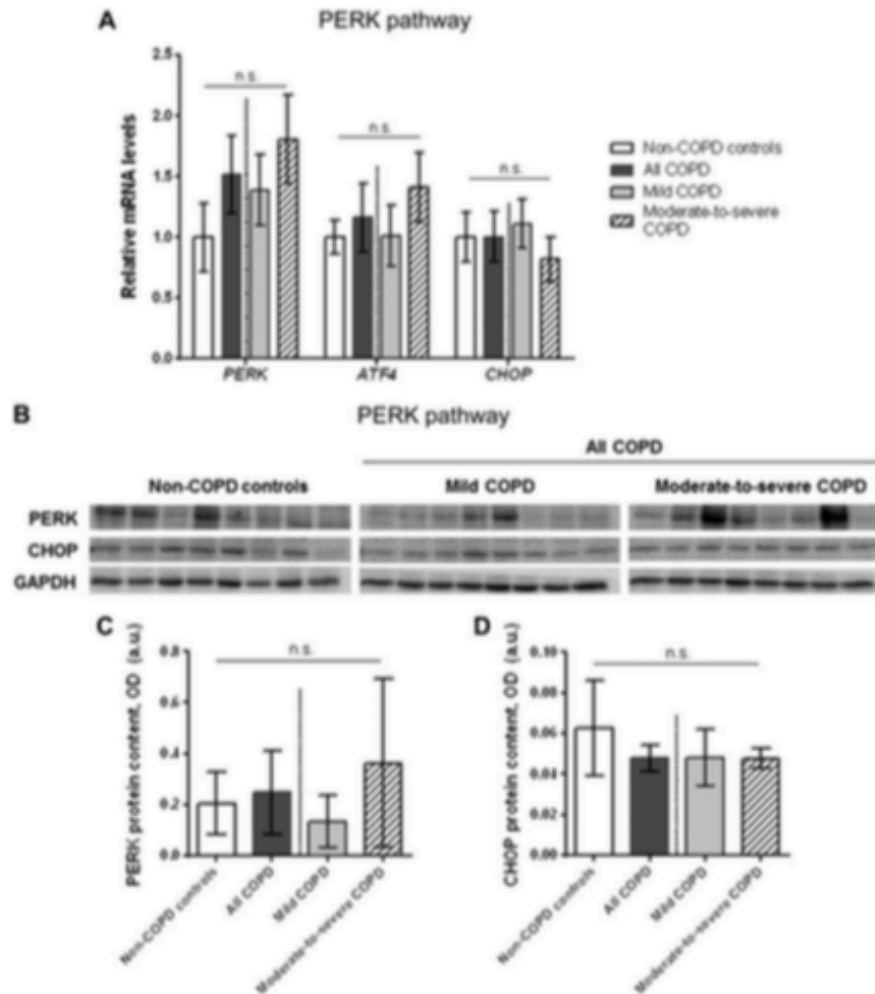 A
PERK pathway
Relative mRNA levels
2.5
2.0
1.5
1.0
0.5
0.0
n.s.
n.s.
n.s.
PERK
ATF4
CHOP
Non-COPD controls
All COPD
Mild COPD
Moderate-to-severe
COPD
B
PERK pathway
All COPD
Non-COPD controls
Mild COPD
Moderate-to-severe COPD
PERK
CHOP
GAPDH
C
PERK protein content, OD (a.u.)
0.8
0.6
0.4
0.2
0.0
n.s.
Non-COPD controls
All COPD
Mild COPD
Moderate-to-severe COPD
D
CHOP protein content, OD (a.u.)
0.10
0.08
0.06
0.04
0.02
0.00
n.s.
Non-COPD controls
All COPD
Mild COPD
Moderate-to-severe COPD